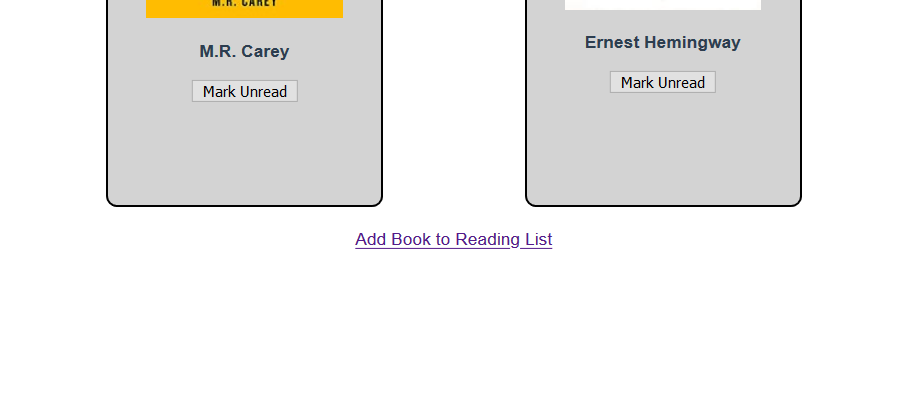 M.R. CAREY
M.R. Carey
Ernest Hemingway
Mark Unread
Mark Unread
Add Book to Reading List